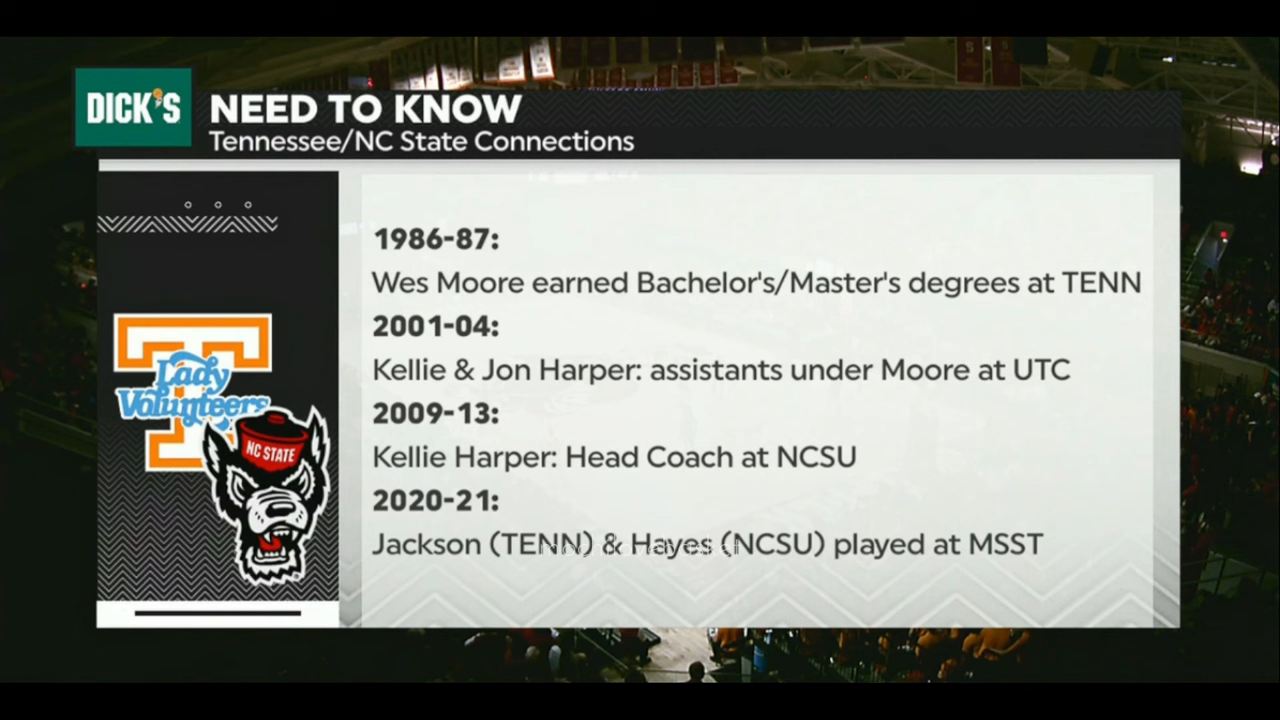 DICK'S
NEED TO KNOW
Tennessee/NC State Connections
1986-87:
Wes Moore earned Bachelor's/Master's degrees at TENN
2001-04:
Kellie & Jon Harper: assistants under Moore at UTC
2009-13:
Kellie Harper: Head Coach at NCSU
2020-21:
Jackson (TENN) & Hayes (NCSU) played at MSST
Lady
Volunteers
NC STATE